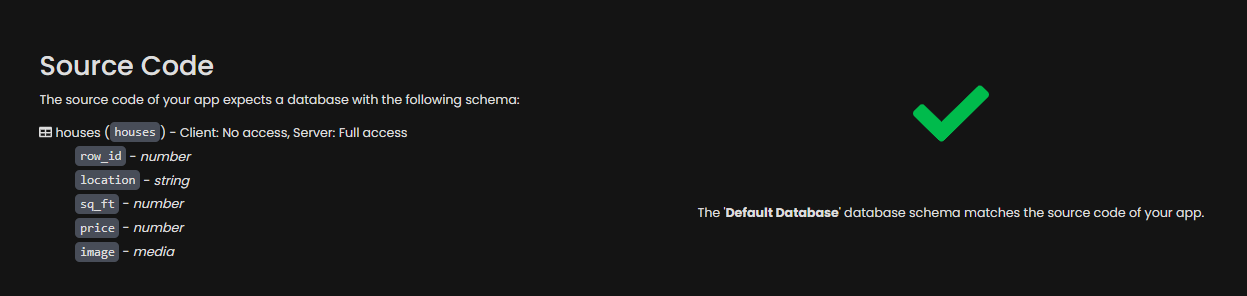 Source Code
The source code of your app expects a database with the following schema:
houses (houses) - Client: No access, Server: Full access
row_id - number
location - string
sq_ft - number
price - number
image - media
The 'Default Database' database schema matches the source code of your app.